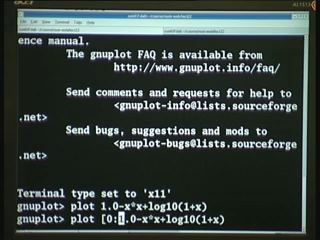 ence manual.
The gnuplot FAQ is available from
http://www.gnuplot.info/faq/
Send comments and requests for help to
<gnuplot-info@lists.sourceforge
.net>
Send bugs, suggestions and mods to
<gnuplot-bugs@lists.sourceforge
.net>
Terminal type set to 'x11'
gnuplot> plot 1.0-x*x+log10(1+x)
gnuplot> plot [0:1.0-x*x+log10(1+x)